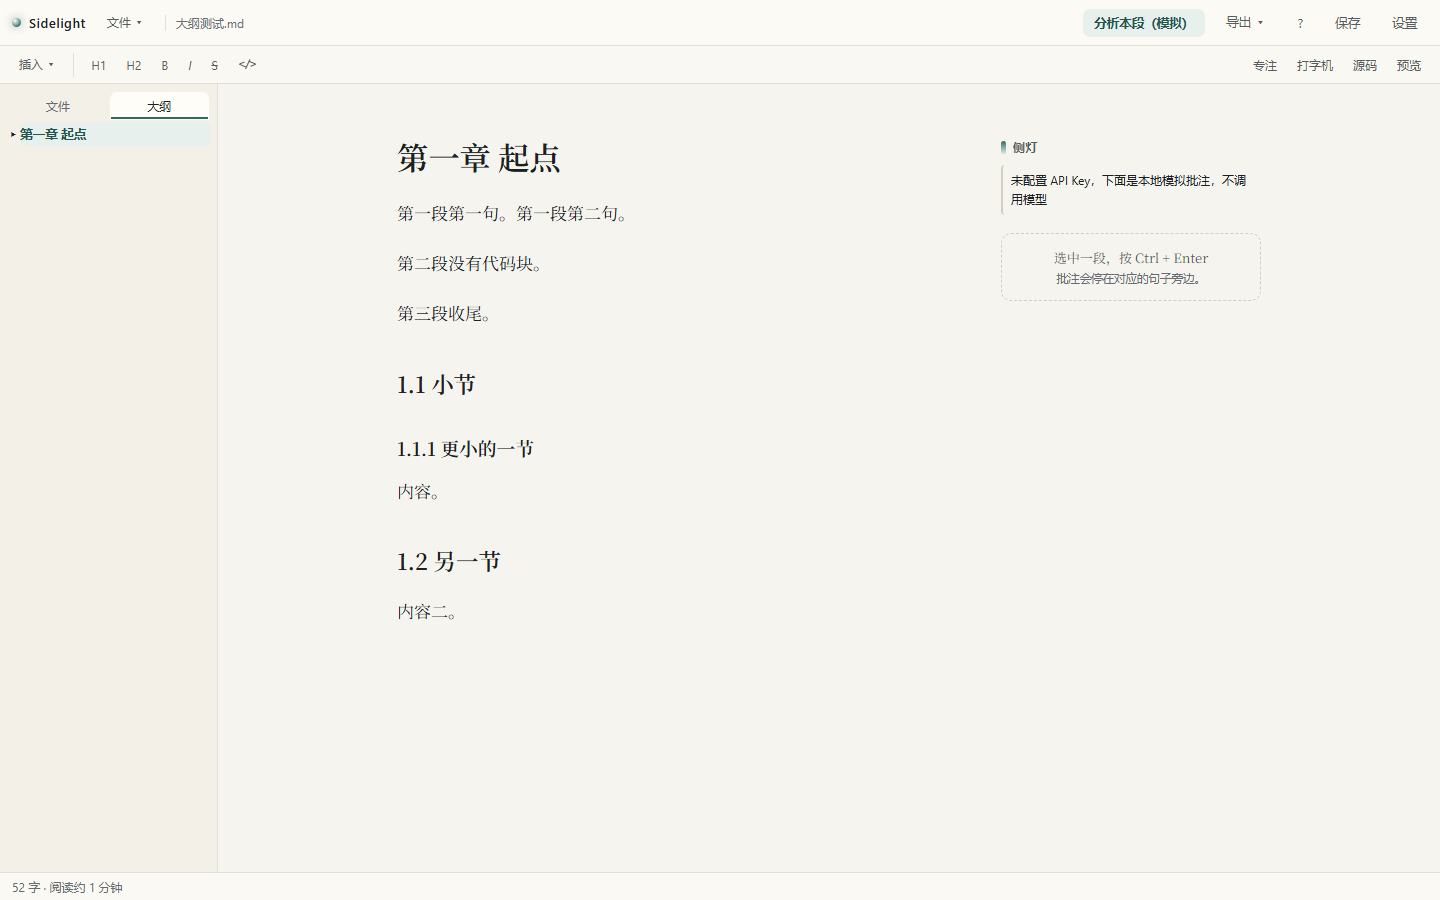 Sidelight 文件 ▾ 大纲测试.md 分析本段（模拟） 导出 ▾ ? 保存 设置
插入 ▾ H1 H2 B I S </> 专注 打字机 源码 预览
文件 大纲
▸ 第一章 起点
第一章 起点
第一段第一句。第一段第二句。
第二段没有代码块。
第三段收尾。
1.1 小节
1.1.1 更小的一节
内容。
1.2 另一节
内容二。
侧灯
未配置 API Key，下面是本地模拟批注，不调
用模型
选中一段，按 Ctrl + Enter
批注会停在对应的句子旁边。
52 字 · 阅读约 1 分钟